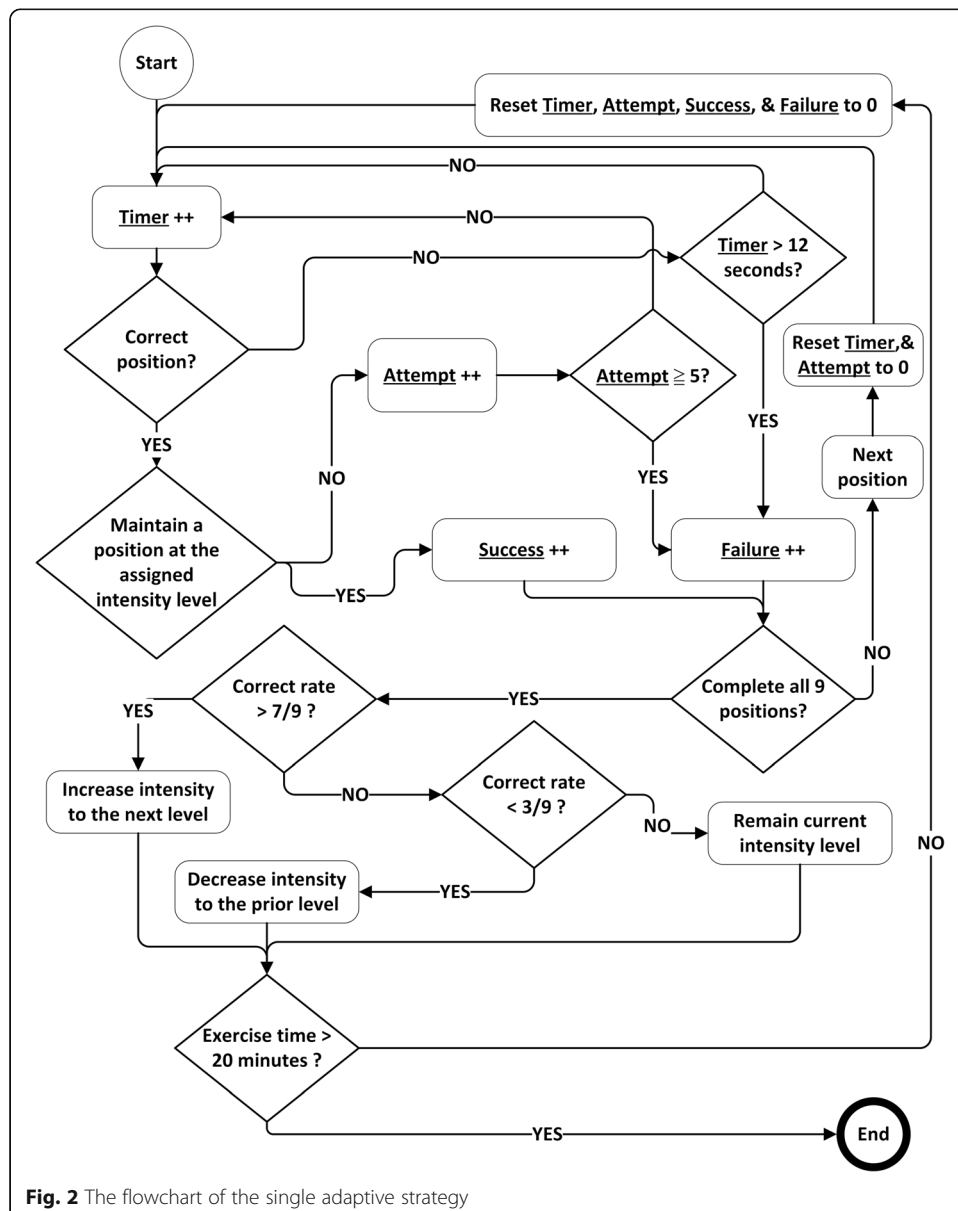 Start
Reset Timer, Attempt, Success, & Failure to 0
NO
Timer ++
NO
Timer > 12
seconds?
NO
Correct
position?
Reset Timer,&
Attempt to 0
Attempt ++
Attempt ≧ 5?
YES
YES
NO
YES
Next
position
Maintain a
position at the
assigned
intensity level
Success ++
Failure ++
YES
NO
Correct rate
> 7/9 ?
YES
Complete all 9
positions?
YES
Increase intensity
to the next level
NO
Correct rate
< 3/9 ?
NO
Remain current
intensity level
NO
Decrease intensity
to the prior level
YES
Exercise time >
20 minutes ?
YES
End
Fig. 2 The flowchart of the single adaptive strategy